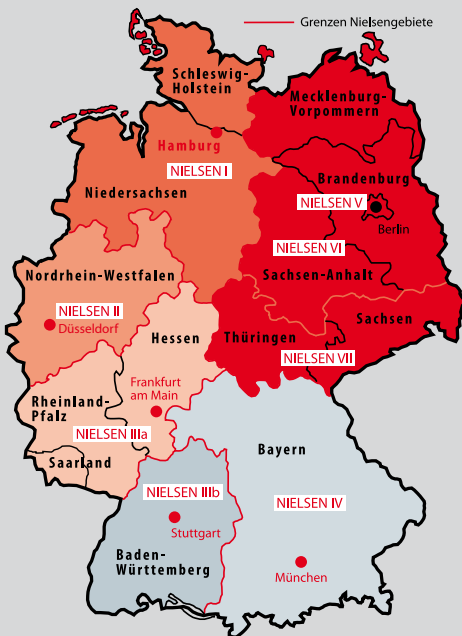 Grenzen Nielsengebiete
Schleswig-
Holstein
Mecklenburg-
Vorpommern
Hamburg
NIELSEN I
Niedersachsen
Brandenburg
NIELSEN V
Berlin
NIELSEN VI
Sachsen-Anhalt
Nordrhein-Westfalen
NIELSEN II
Düsseldorf
Hessen
Thüringen
Sachsen
NIELSEN VII
Frankfurt
am Main
Rheinland-
Pfalz
NIELSEN IIIa
Saarland
Bayern
NIELSEN IIIb
NIELSEN IV
Stuttgart
Baden-
Württemberg
München